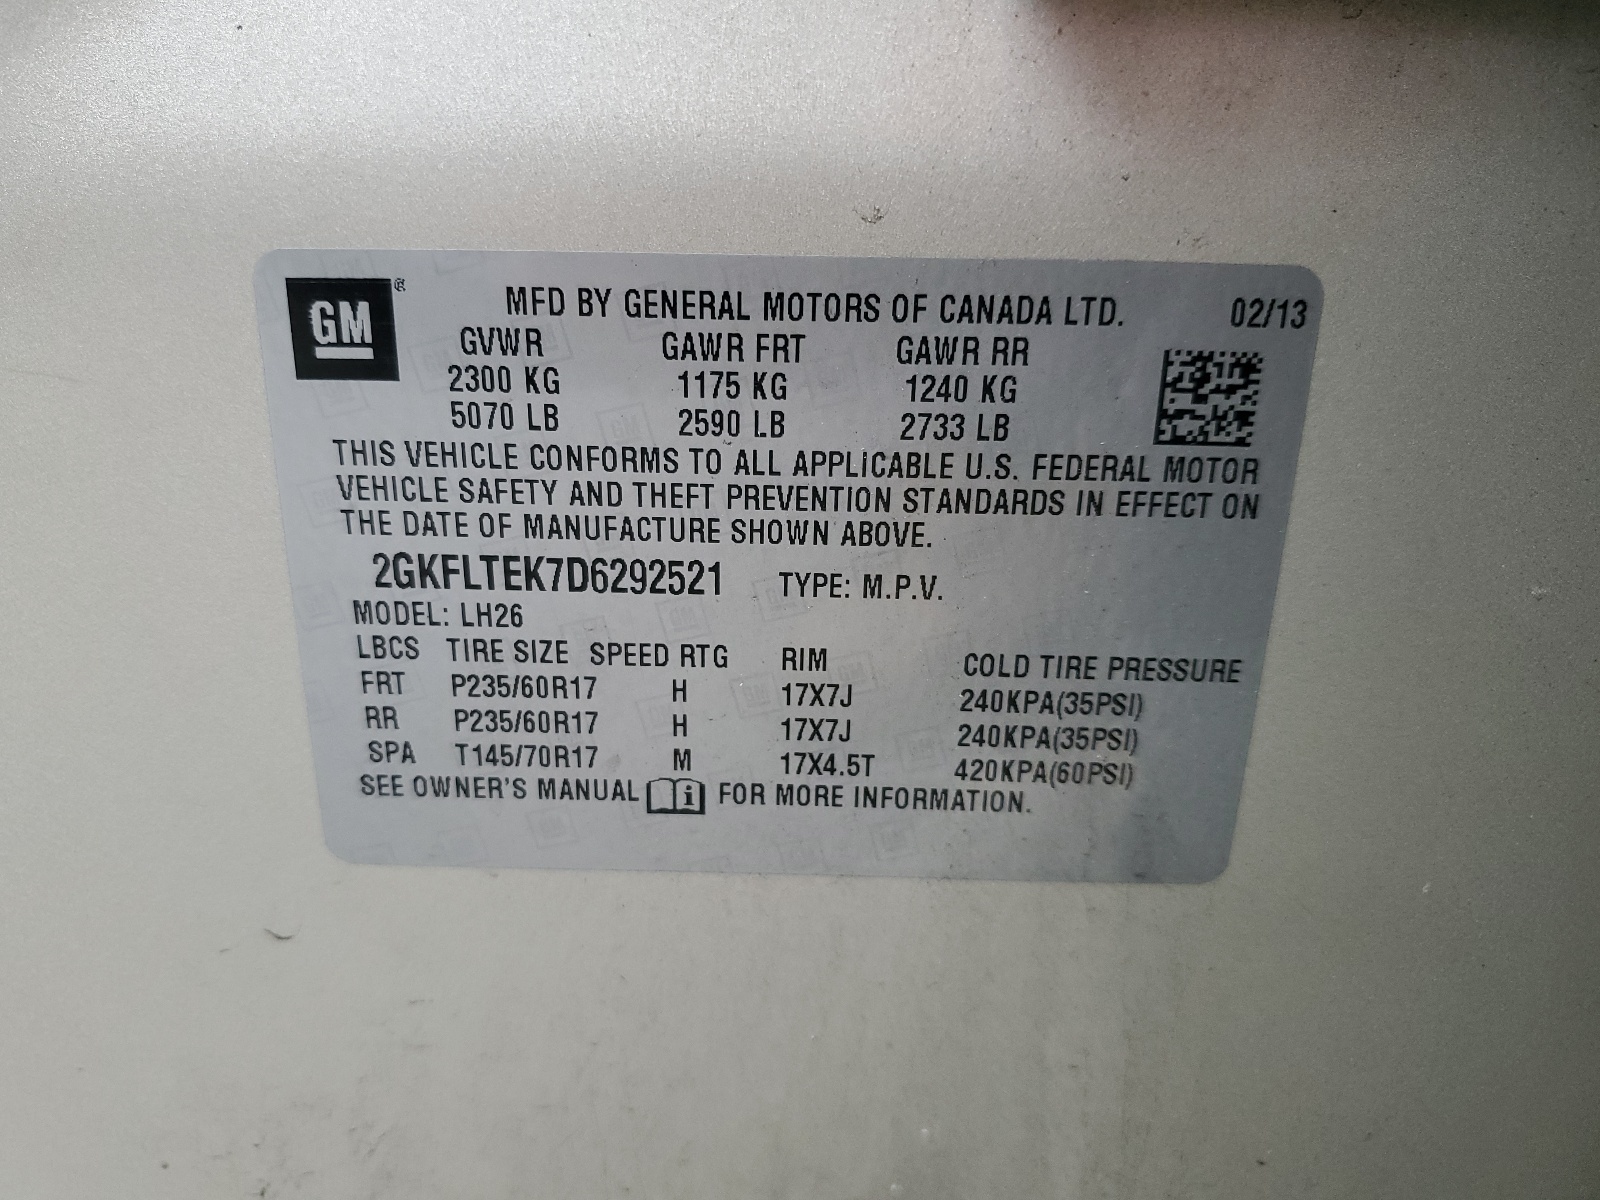 GM ® MFD BY GENERAL MOTORS OF CANADA LTD. 02/13
GVWR GAWR FRT GAWR RR
2300 KG 1175 KG 1240 KG
5070 LB 2590 LB 2733 LB
THIS VEHICLE CONFORMS TO ALL APPLICABLE U.S. FEDERAL MOTOR
VEHICLE SAFETY AND THEFT PREVENTION STANDARDS IN EFFECT ON
THE DATE OF MANUFACTURE SHOWN ABOVE.
2GKFLTEK7D6292521 TYPE: M.P.V.
MODEL: LH26
LBCS TIRE SIZE SPEED RTG RIM COLD TIRE PRESSURE
FRT P235/60R17 H 17X7J 240KPA(35PSI)
RR P235/60R17 H 17X7J 240KPA(35PSI)
SPA T145/70R17 M 17X4.5T 420KPA(60PSI)
SEE OWNER'S MANUAL i FOR MORE INFORMATION.